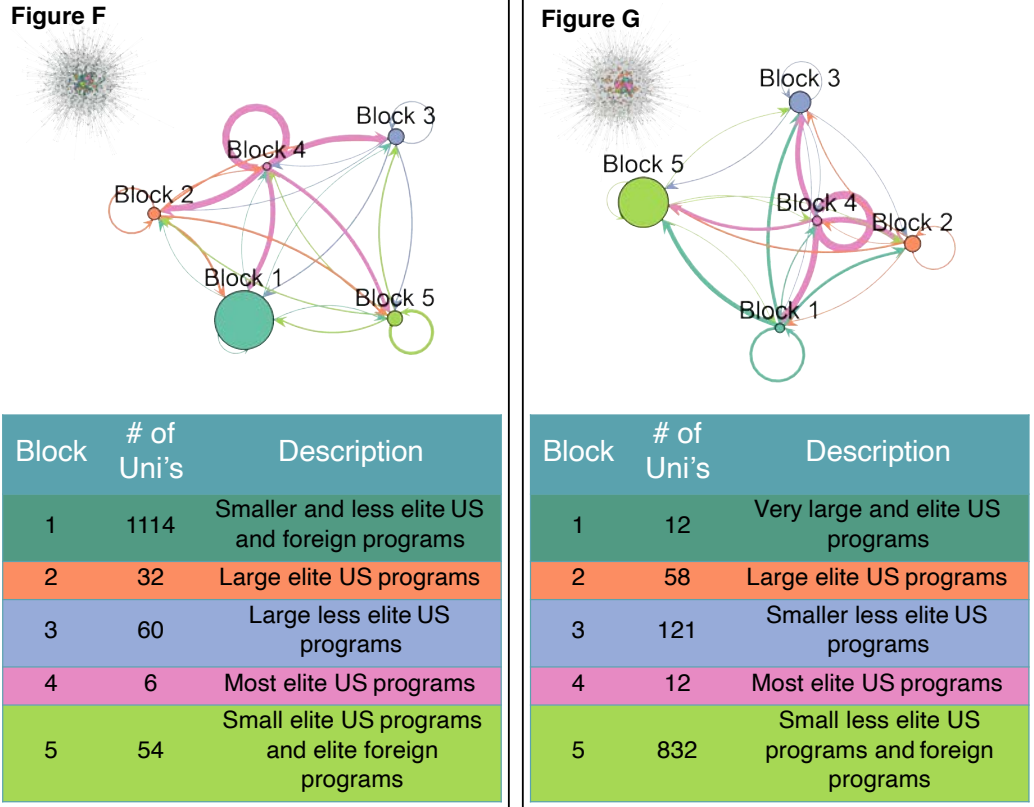 Figure F
Block 3
Block 4
Block 2
Block 1
Block 5
Block
# of
Uni's
Description
1
1114
Smaller and less elite US
and foreign programs
2
32
Large elite US programs
3
60
Large less elite US
programs
4
6
Most elite US programs
5
54
Small elite US programs
and elite foreign
programs
Figure G
Block 3
Block 5
Block 4
Block 2
Block 1
Block
# of
Uni's
Description
1
12
Very large and elite US
programs
2
58
Large elite US programs
3
121
Smaller less elite US
programs
4
12
Most elite US programs
5
832
Small less elite US
programs and foreign
programs